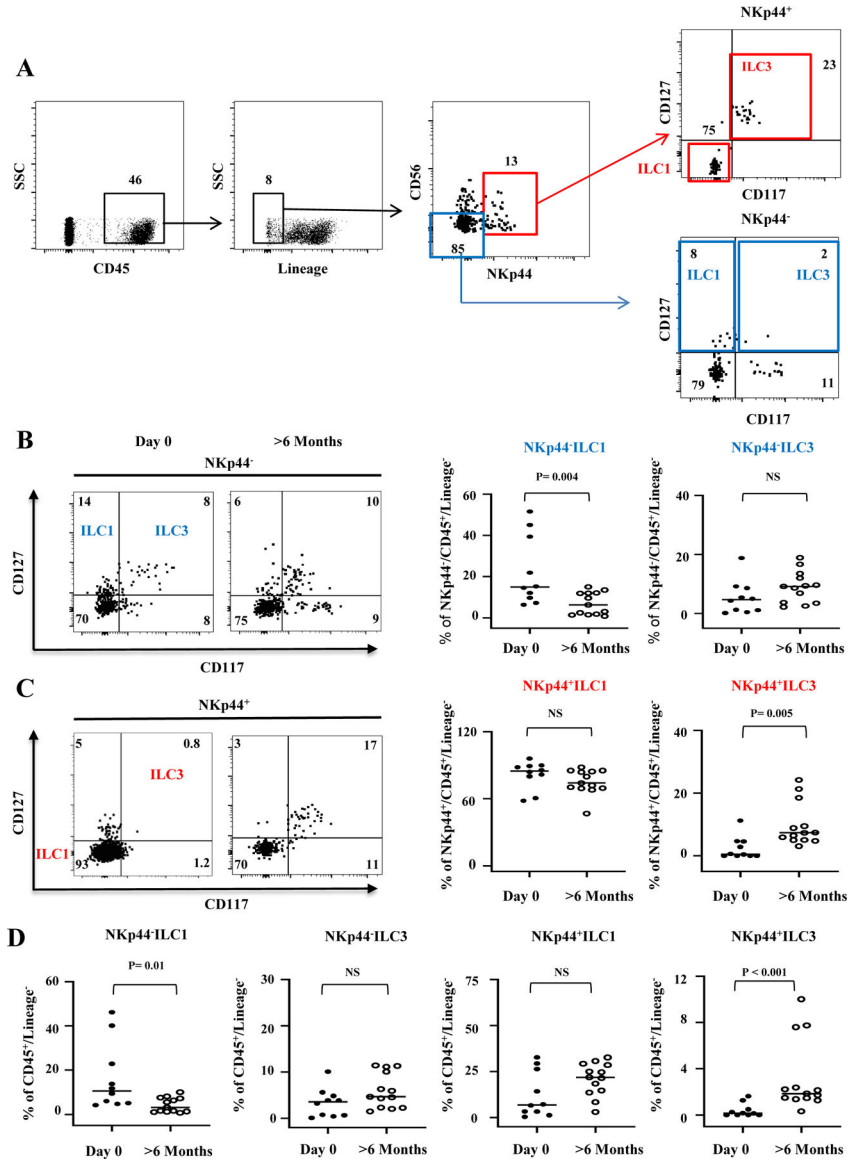 A
SSC
46
CD45
SSC
8
Lineage
CD56
13
85
NKp44
NKp44⁺
CD127
ILC3
23
75
ILC1
CD117
NKp44⁻
CD127
8
2
ILC1
ILC3
79
11
CD117
B
Day 0
>6 Months
NKp44⁻
CD127
14
8
ILC1
ILC3
70
8
6
10
75
9
CD117
NKp44⁻ILC1
P= 0.004
% of NKp44⁻/CD45⁺/Lineage⁻
60
40
20
0
Day 0
>6 Months
NKp44⁻ILC3
NS
40
20
0
Day 0
>6 Months
C
NKp44⁺
CD127
5
0.8
ILC3
ILC1
93
1.2
3
17
70
11
CD117
NKp44⁺ILC1
NS
% of NKp44⁺/CD45⁺/Lineage⁻
120
60
0
Day 0
>6 Months
NKp44⁺ILC3
P= 0.005
% of NKp44⁺/CD45⁺/Lineage⁻
40
20
0
Day 0
>6 Months
D
NKp44⁻ILC1
P= 0.01
% of CD45⁺/Lineage⁻
60
40
20
0
Day 0
>6 Months
NKp44⁻ILC3
NS
% of CD45⁺/Lineage⁻
30
20
10
0
Day 0
>6 Months
NKp44⁺ILC1
NS
% of CD45⁺/Lineage⁻
75
50
25
0
Day 0
>6 Months
NKp44⁺ILC3
P < 0.001
% of CD45⁺/Lineage⁻
12
8
4
0
Day 0
>6 Months